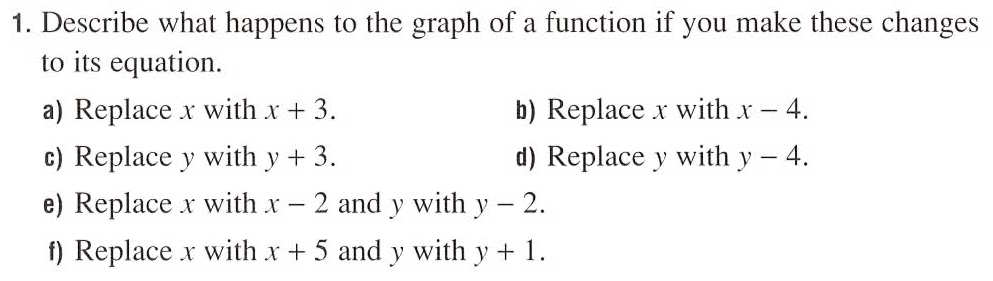 1. Describe what happens to the graph of a function if you make these changes
to its equation.
a) Replace x with x + 3. b) Replace x with x − 4.
c) Replace y with y + 3. d) Replace y with y − 4.
e) Replace x with x − 2 and y with y − 2.
f) Replace x with x + 5 and y with y + 1.